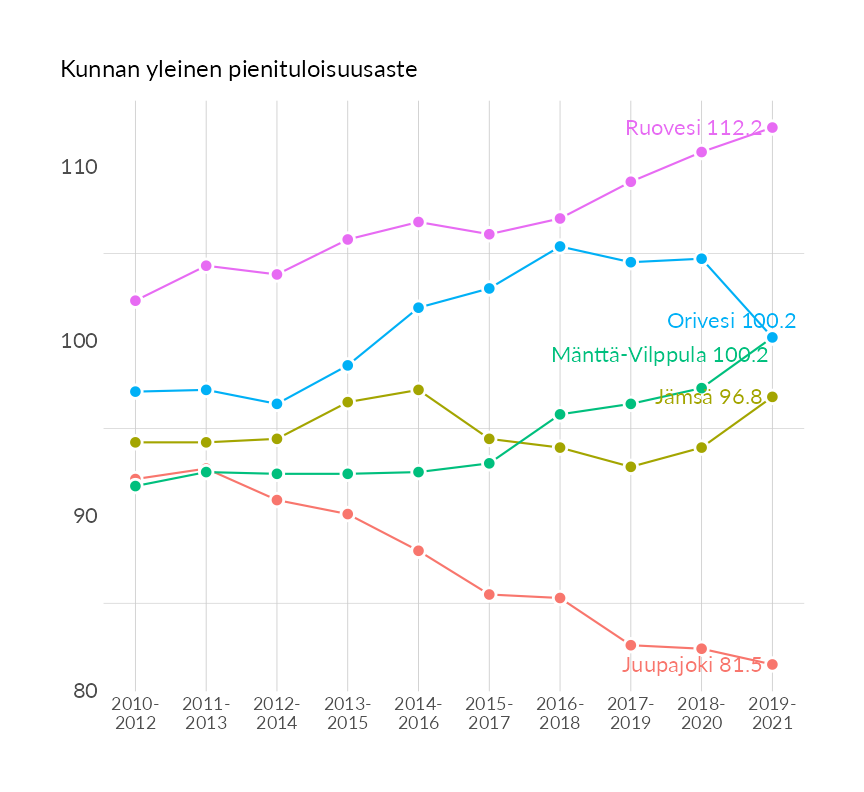 Kunnan yleinen pienituloisuusaste
Ruovesi 112.2
110
Orivesi 100.2
100
Mänttä-Vilppula 100.2
Jämsä 96.8
90
Juupajoki 81.5
80
2010- 2011- 2012- 2013- 2014- 2015- 2016- 2017- 2018- 2019-
2012 2013 2014 2015 2016 2017 2018 2019 2020 2021